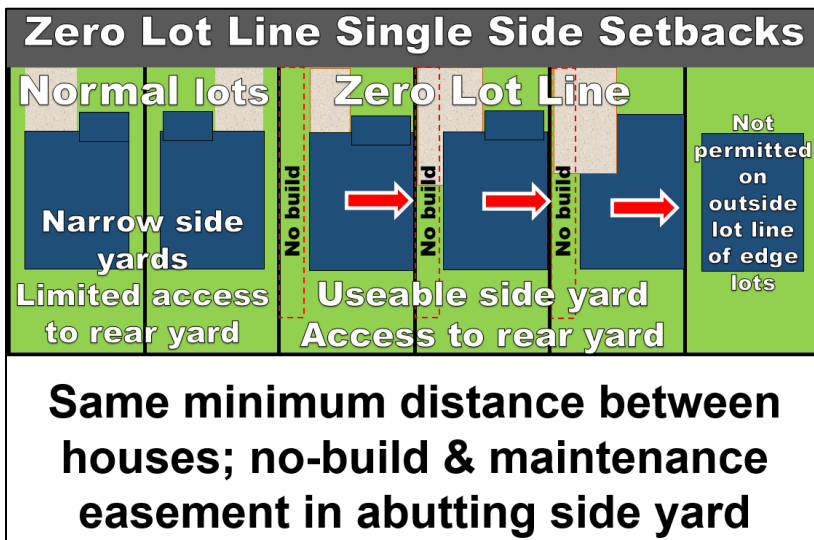 Zero Lot Line Single Side Setbacks
Normal lots
Zero Lot Line
Narrow side
yards
Limited access
to rear yard
No build
No build
No build
Useable side yard
Access to rear yard
Not
permitted
on
outside
lot line
of edge
lots
Same minimum distance between
houses; no-build & maintenance
easement in abutting side yard